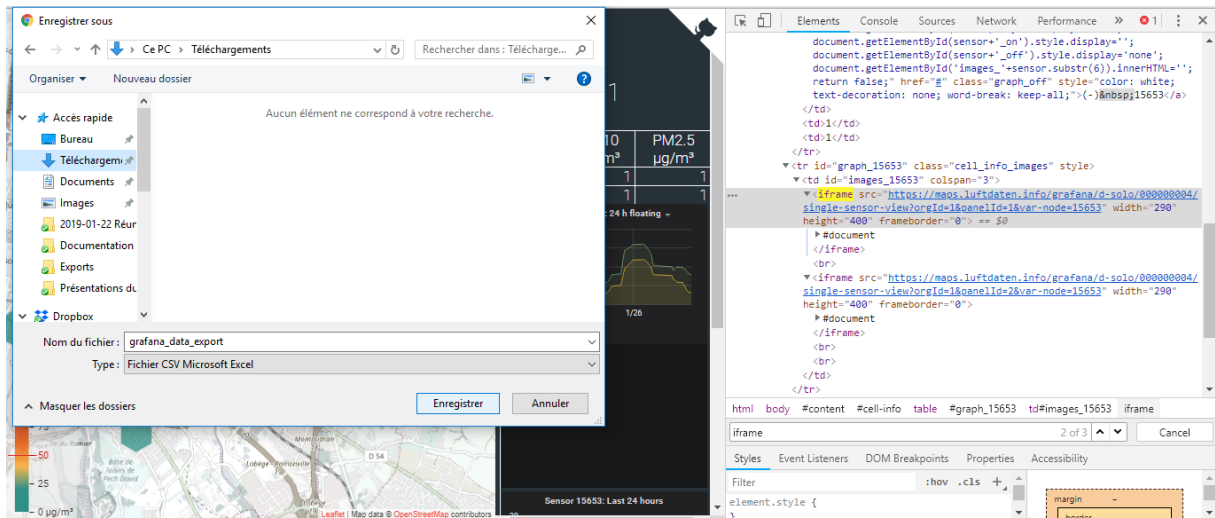 Enregistrer sous
Ce PC > Téléchargements
Rechercher dans : Télécharge...
Organiser
Nouveau dossier
Accès rapide
Bureau
Téléchargem
Documents
Images
2019-01-22 Réur
Documentation
Exports
Présentations du
Dropbox
Aucun élément ne correspond à votre recherche.
Nom du fichier : grafana_data_export
Type : Fichier CSV Microsoft Excel
Masquer les dossiers
Enregistrer
Annuler
1
10 PM2.5
m³ µg/m³
1 1
1 1
: 24 h floating
1/26
Sensor 15653: Last 24 hours
50
25
0 µg/m³
Base de
loisirs de
Pech David
Montaudran
D 54
Leaflet | Map data © OpenStreetMap contributors
Elements Console Sources Network Performance » 1
document.getElementById(sensor+'_on').style.display='';
document.getElementById(sensor+'_off').style.display='none';
document.getElementById('images_'+sensor.substr(6)).innerHTML='';
return false;" href="#" class="graph_off" style="color: white;
text-decoration: none; word-break: keep-all;">(-)&nbsp;15653</a>
</td>
<td>1</td>
<td>1</td>
</tr>
<tr id="graph_15653" class="cell_info_images" style>
<td id="images_15653" colspan="3">
... <iframe src="https://maps.luftdaten.info/grafana/d-solo/000000004/
single-sensor-view?orgId=1&panelId=1&var-node=15653" width="290"
height="400" frameborder="0"> == $0
#document
</iframe>
<br>
<iframe src="https://maps.luftdaten.info/grafana/d-solo/000000004/
single-sensor-view?orgId=1&panelId=2&var-node=15653" width="290"
height="400" frameborder="0">
#document
</iframe>
<br>
<br>
</td>
</tr>
html body #content #cell-info table #graph_15653 td#images_15653 iframe
iframe 2 of 3 Cancel
Styles Event Listeners DOM Breakpoints Properties Accessibility
Filter :hov .cls +
element.style {
margin -